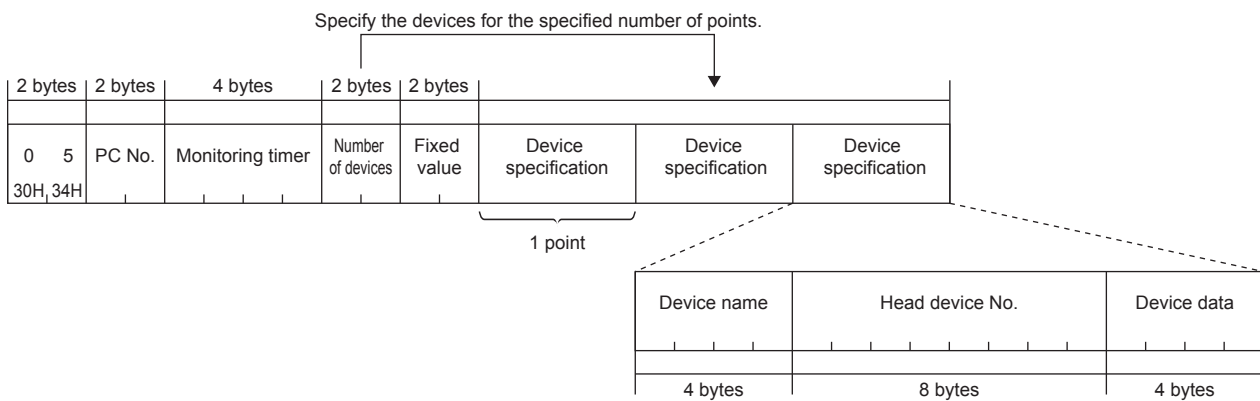 Specify the devices for the specified number of points.
2 bytes 2 bytes 4 bytes 2 bytes 2 bytes
0 5
30H 34H
PC No.
Monitoring timer
Number
of devices
Fixed
value
Device
specification
Device
specification
Device
specification
1 point
Device name Head device No. Device data
4 bytes 8 bytes 4 bytes